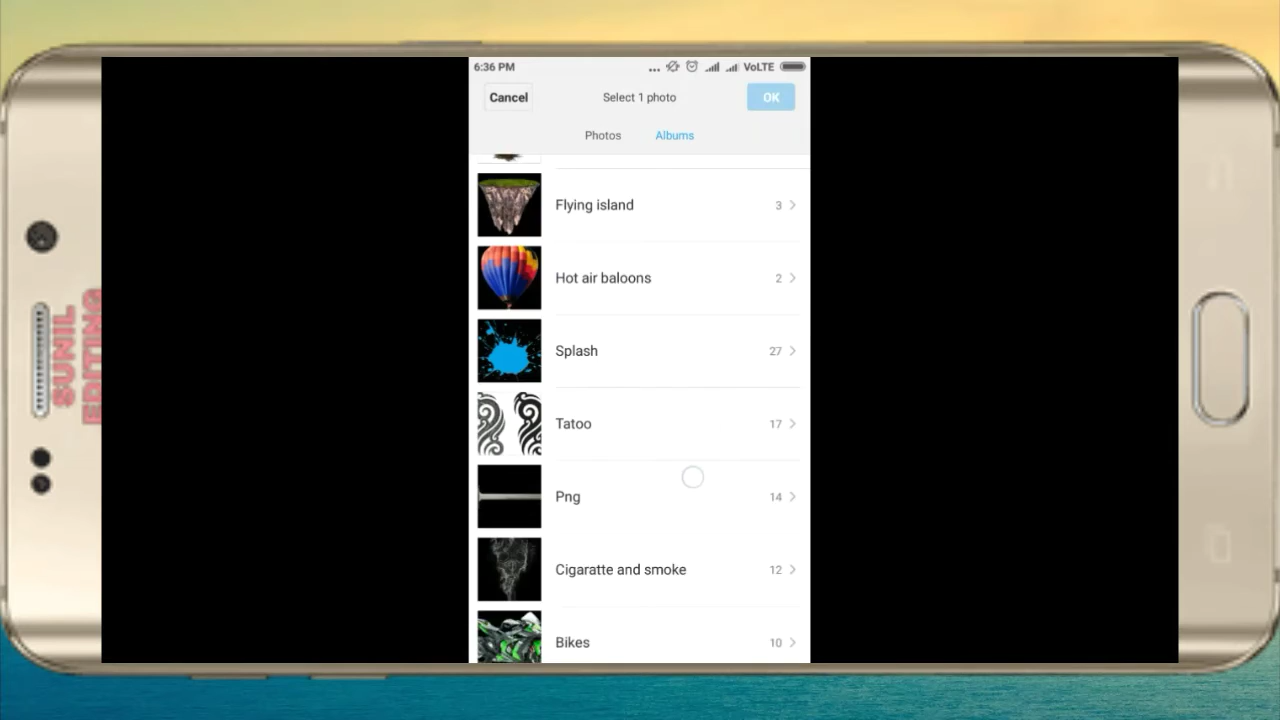 6:36 PM ... VoLTE
Cancel Select 1 photo OK
Photos Albums
Flying island 3
Hot air baloons 2
Splash 27
Tatoo 17
Png 14
Cigaratte and smoke 12
Bikes 10
SUNIL
EDITING